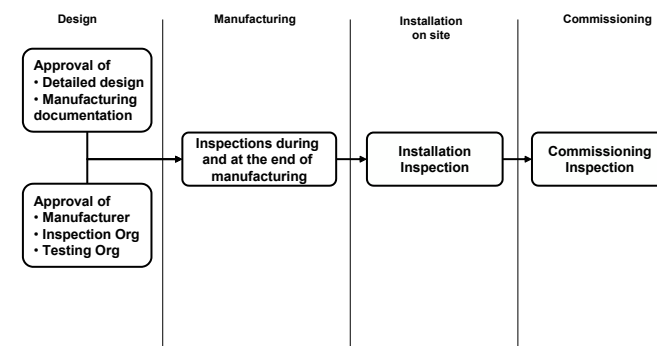 Design
Manufacturing
Installation
on site
Commissioning
Approval of
• Detailed design
• Manufacturing
documentation
Inspections during
and at the end of
manufacturing
Installation
Inspection
Commissioning
Inspection
Approval of
• Manufacturer
• Inspection Org
• Testing Org